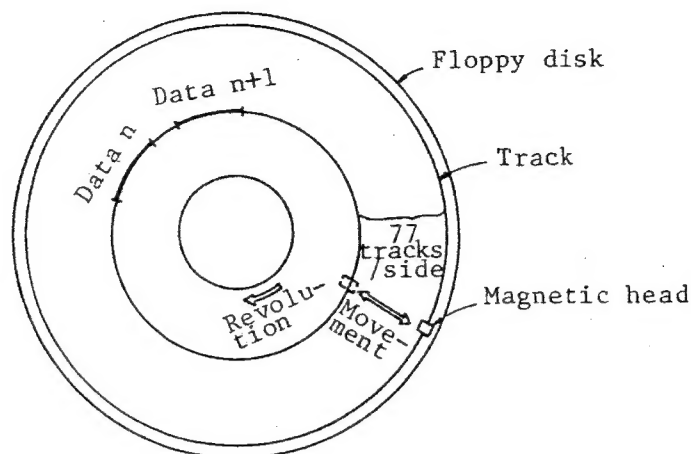 Floppy disk
Data n+1
Data n
Track
77
tracks
/side
Magnetic head
Revolu-
tion
Move-
ment